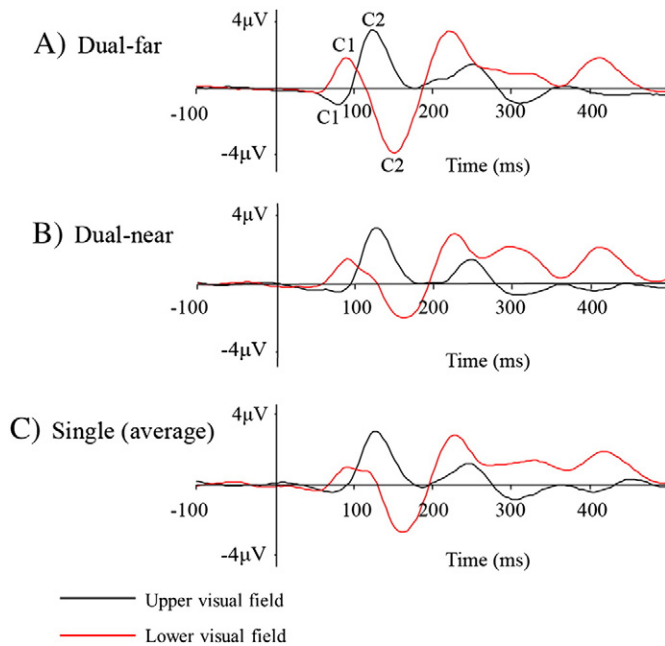 4μV
A) Dual-far
C1
C2
C1
C2
-100
100
200
300
400
-4μV
Time (ms)
4μV
B) Dual-near
-100
100
200
300
400
-4μV
Time (ms)
4μV
C) Single (average)
-100
100
200
300
400
-4μV
Time (ms)
Upper visual field
Lower visual field